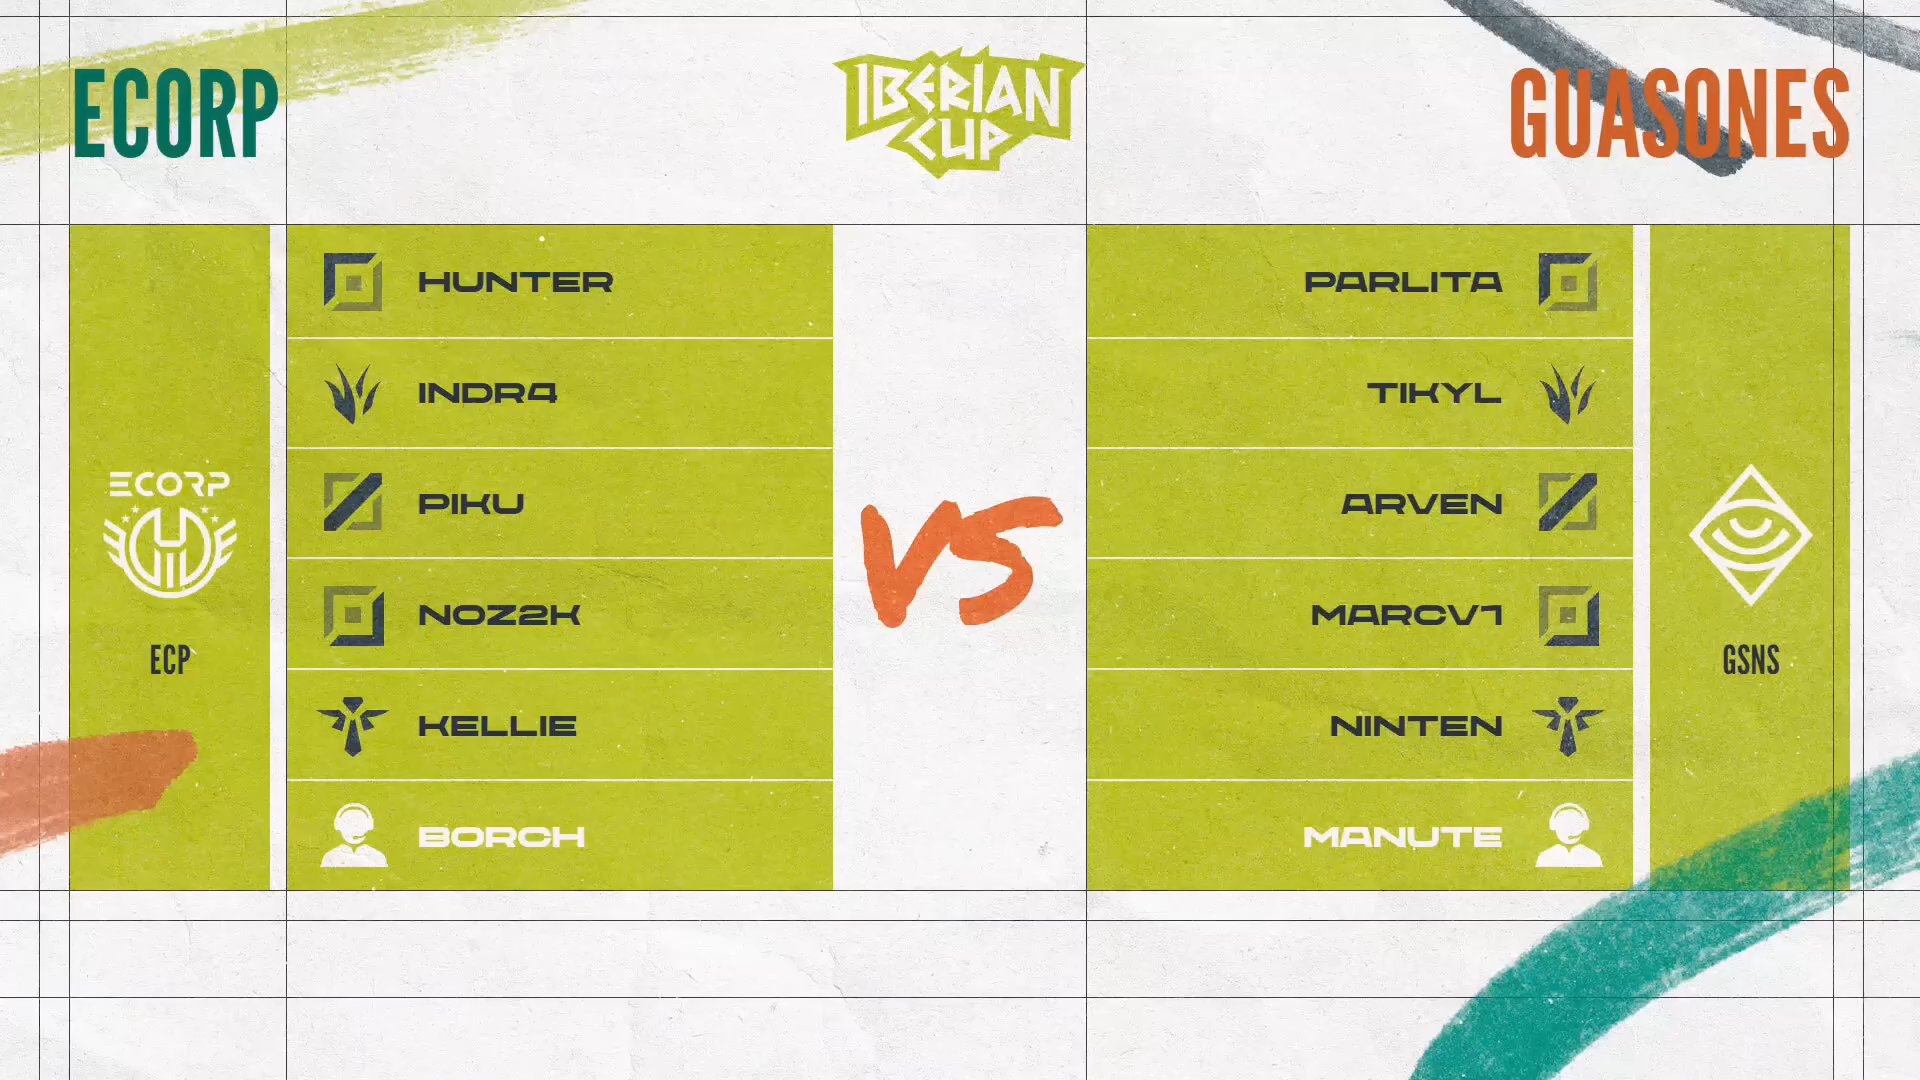 ECORP
IBERIAN
CUP
GUASONES
HUNTER
INDR4
PIKU
NOZ2K
KELLIE
BORCH
ECORP
ECP
VS
PARLITA
TIKYL
ARVEN
MARCV1
NINTEN
MANUTE
GSNS